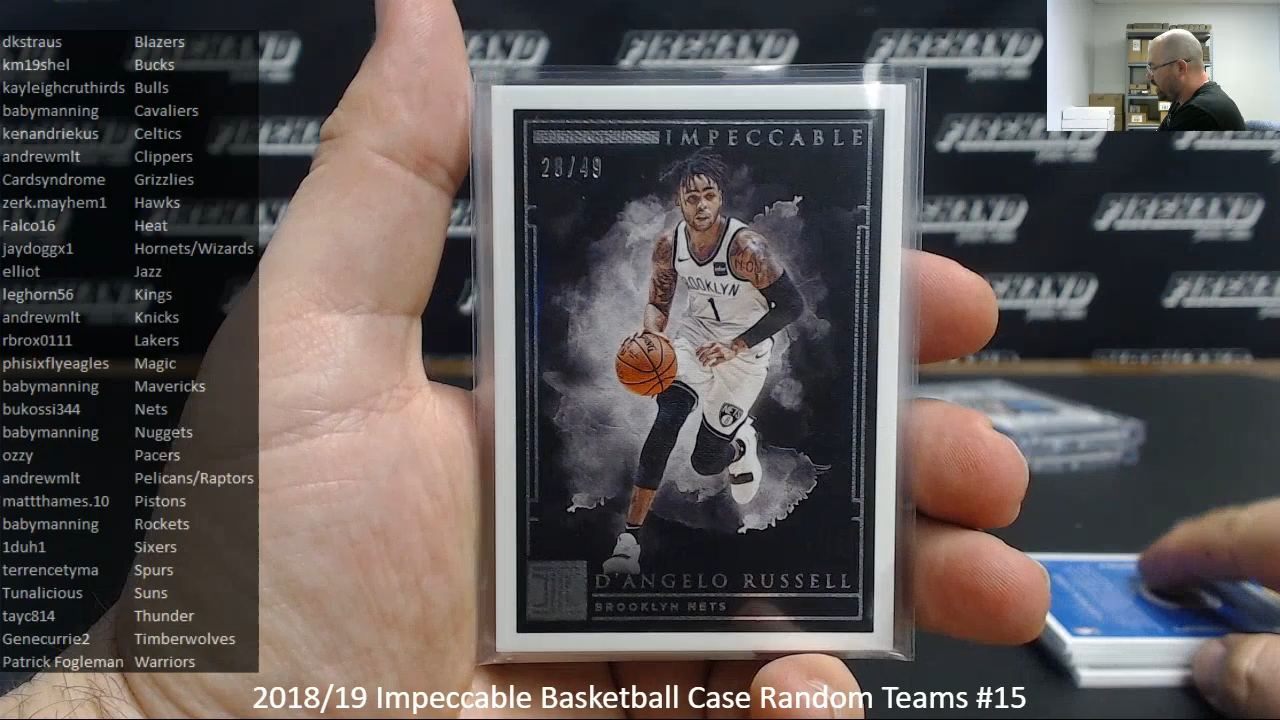 dkstraus Blazers
km19shel Bucks
kayleighcruthirds Bulls
babymanning Cavaliers
kenandriekus Celtics
andrewmlt Clippers
Cardsyndrome Grizzlies
zerk.mayhem1 Hawks
Falco16 Heat
jaydoggx1 Hornets/Wizards
elliot Jazz
leghorn56 Kings
andrewmlt Knicks
rbrox0111 Lakers
phisixflyeagles Magic
babymanning Mavericks
bukossi344 Nets
babymanning Nuggets
ozzy Pacers
andrewmlt Pelicans/Raptors
mattthames.10 Pistons
babymanning Rockets
1duh1 Sixers
terrencetyma Spurs
Tunalicious Suns
tayc814 Thunder
Genecurrie2 Timberwolves
Patrick Fogleman Warriors
IMPECCABLE
28/49
BROOKLYN
1
D'ANGELO RUSSELL
BROOKLYN NETS
FIREHAND
FIREHAND
FIREHAND
FIREHAND
2018/19 Impeccable Basketball Case Random Teams #15